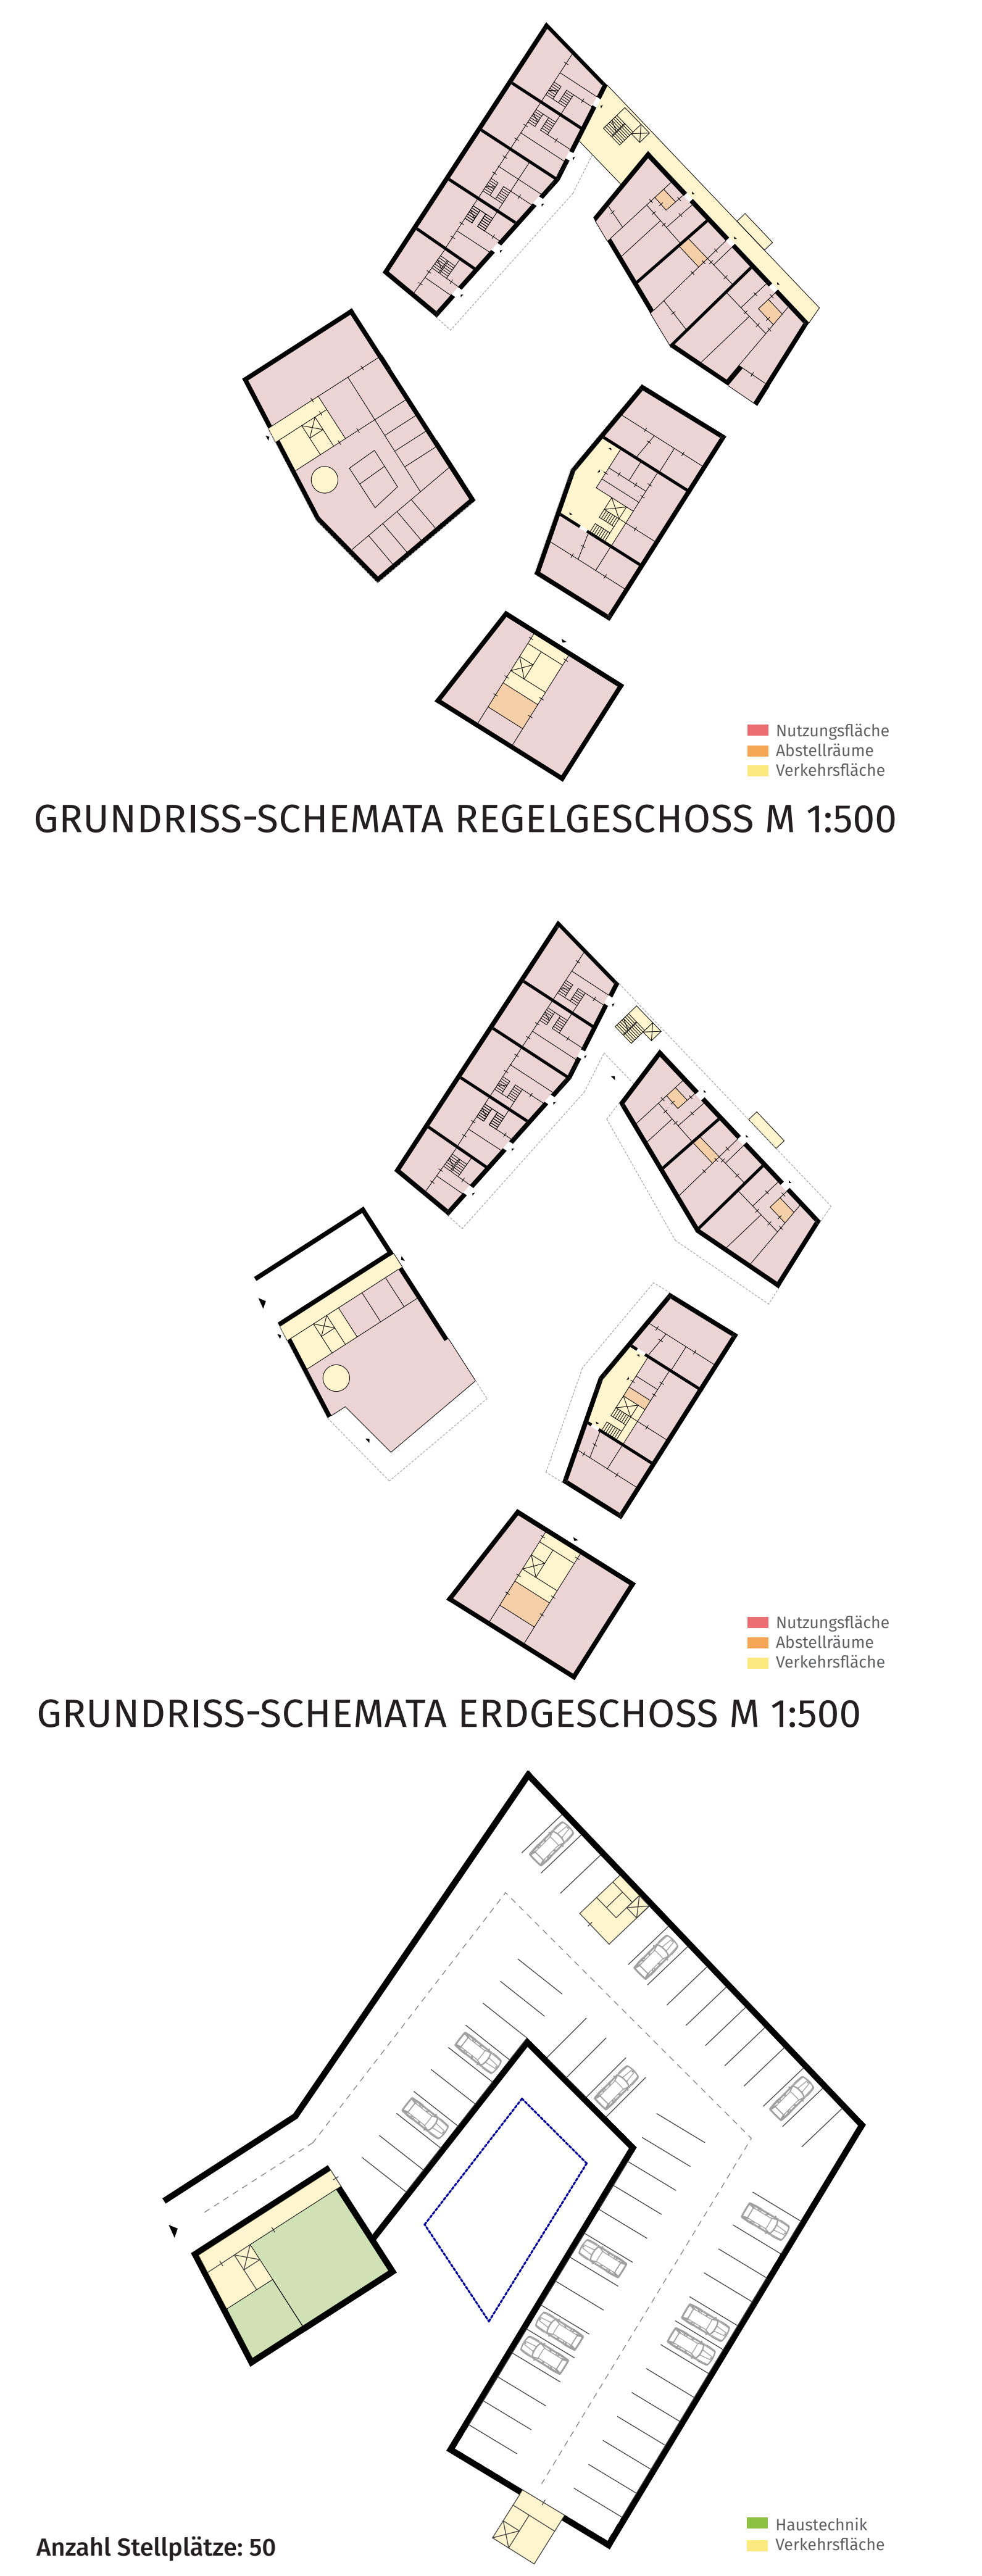 Nutzungsfläche
Abstellräume
Verkehrsfläche
GRUNDRISS-SCHEMATA REGELGESCHOSS M 1:500
Nutzungsfläche
Abstellräume
Verkehrsfläche
GRUNDRISS-SCHEMATA ERDGESCHOSS M 1:500
Haustechnik
Verkehrsfläche
Anzahl Stellplätze: 50